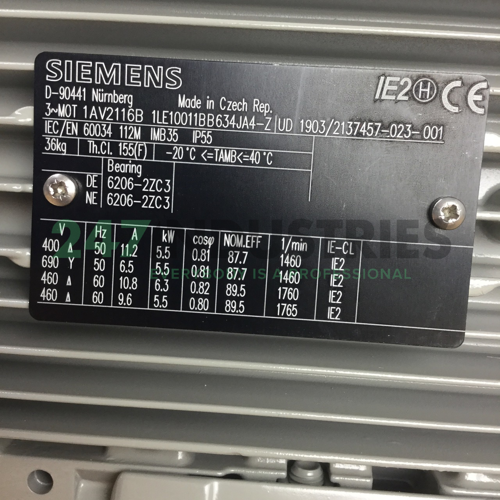 SIEMENS
IE2 H CE
D-90441 Nürnberg Made in Czech Rep.
3~MOT 1AV2116B 1LE10011BB634JA4-Z UD 1903/2137457-023-001
IEC/EN 60034 112M IMB35 IP55
36kg Th.Cl. 155(F) -20°C <=TAMB<=40°C
Bearing
DE 6206-2ZC3
NE 6206-2ZC3
V Hz A kW cosφ NOM.EFF 1/min IE-CL
400 Δ 50 11.2 5.5 0.81 87.7 1460 IE2
690 Y 50 6.5 5.5 0.81 87.7 1460 IE2
460 Δ 60 10.8 6.3 0.82 89.5 1760 IE2
460 Δ 60 9.6 5.5 0.80 89.5 1765 IE2
247 INDUSTRIES
EVERYBODY IS A PROFESSIONAL